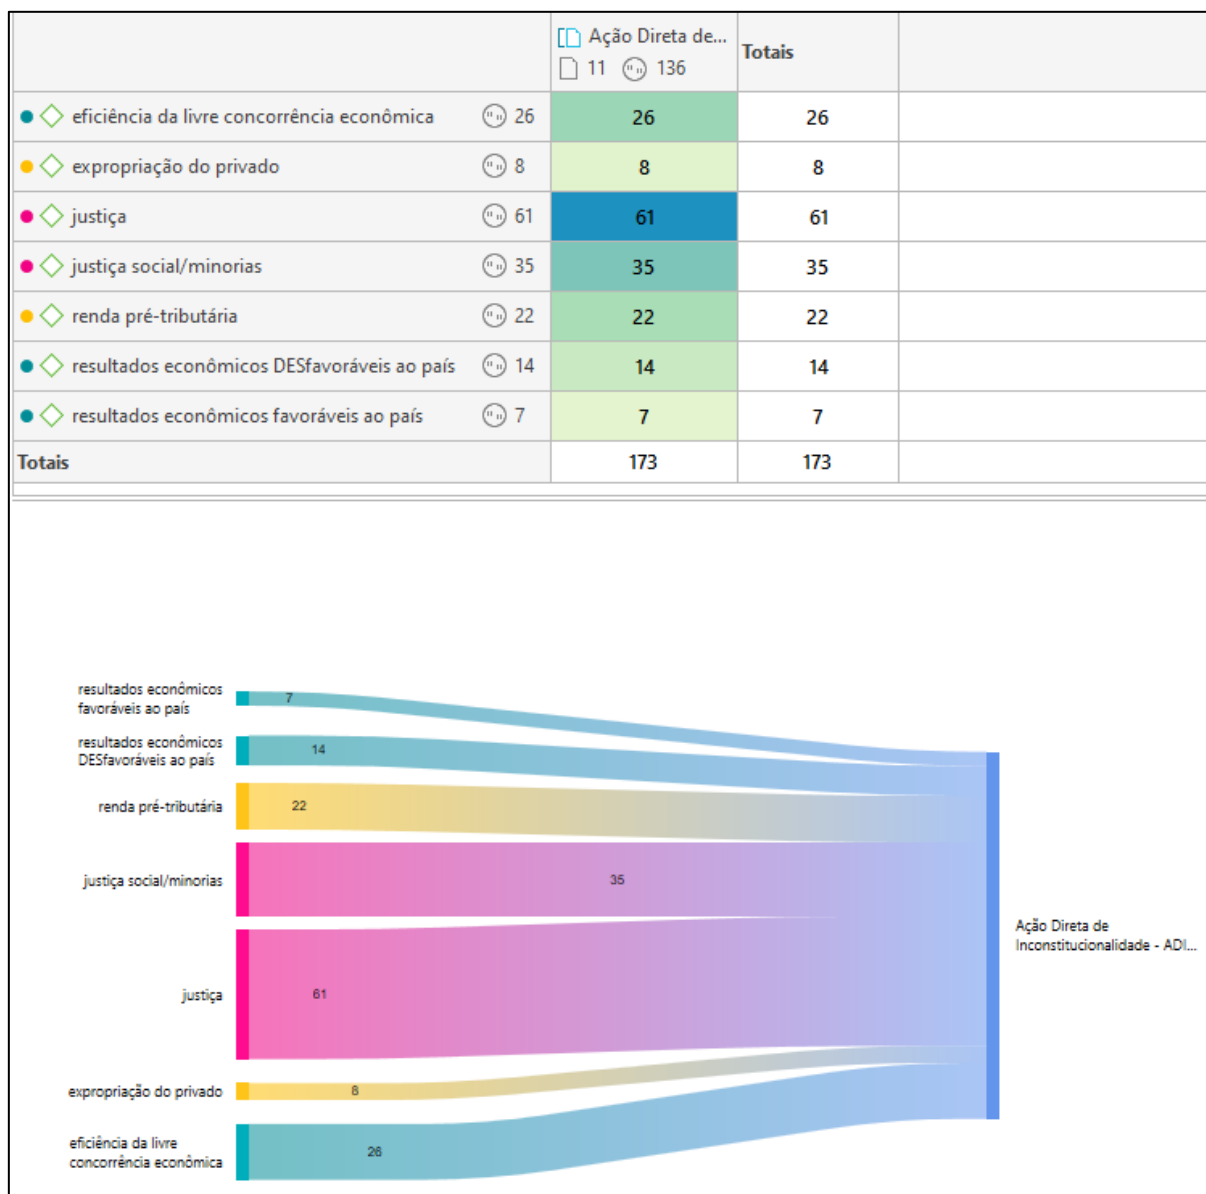 Ação Direta de...
11 136
Totais
eficiência da livre concorrência econômica 26 26 26
expropriação do privado 8 8 8
justiça 61 61 61
justiça social/minorias 35 35 35
renda pré-tributária 22 22 22
resultados econômicos DESfavoráveis ao país 14 14 14
resultados econômicos favoráveis ao país 7 7 7
Totais 173 173
resultados econômicos
favoráveis ao país
7
resultados econômicos
DESfavoráveis ao país
14
renda pré-tributária
22
justiça social/minorias
35
justiça
61
expropriação do privado
8
eficiência da livre
concorrência econômica
26
Ação Direta de
Inconstitucionalidade - ADI...